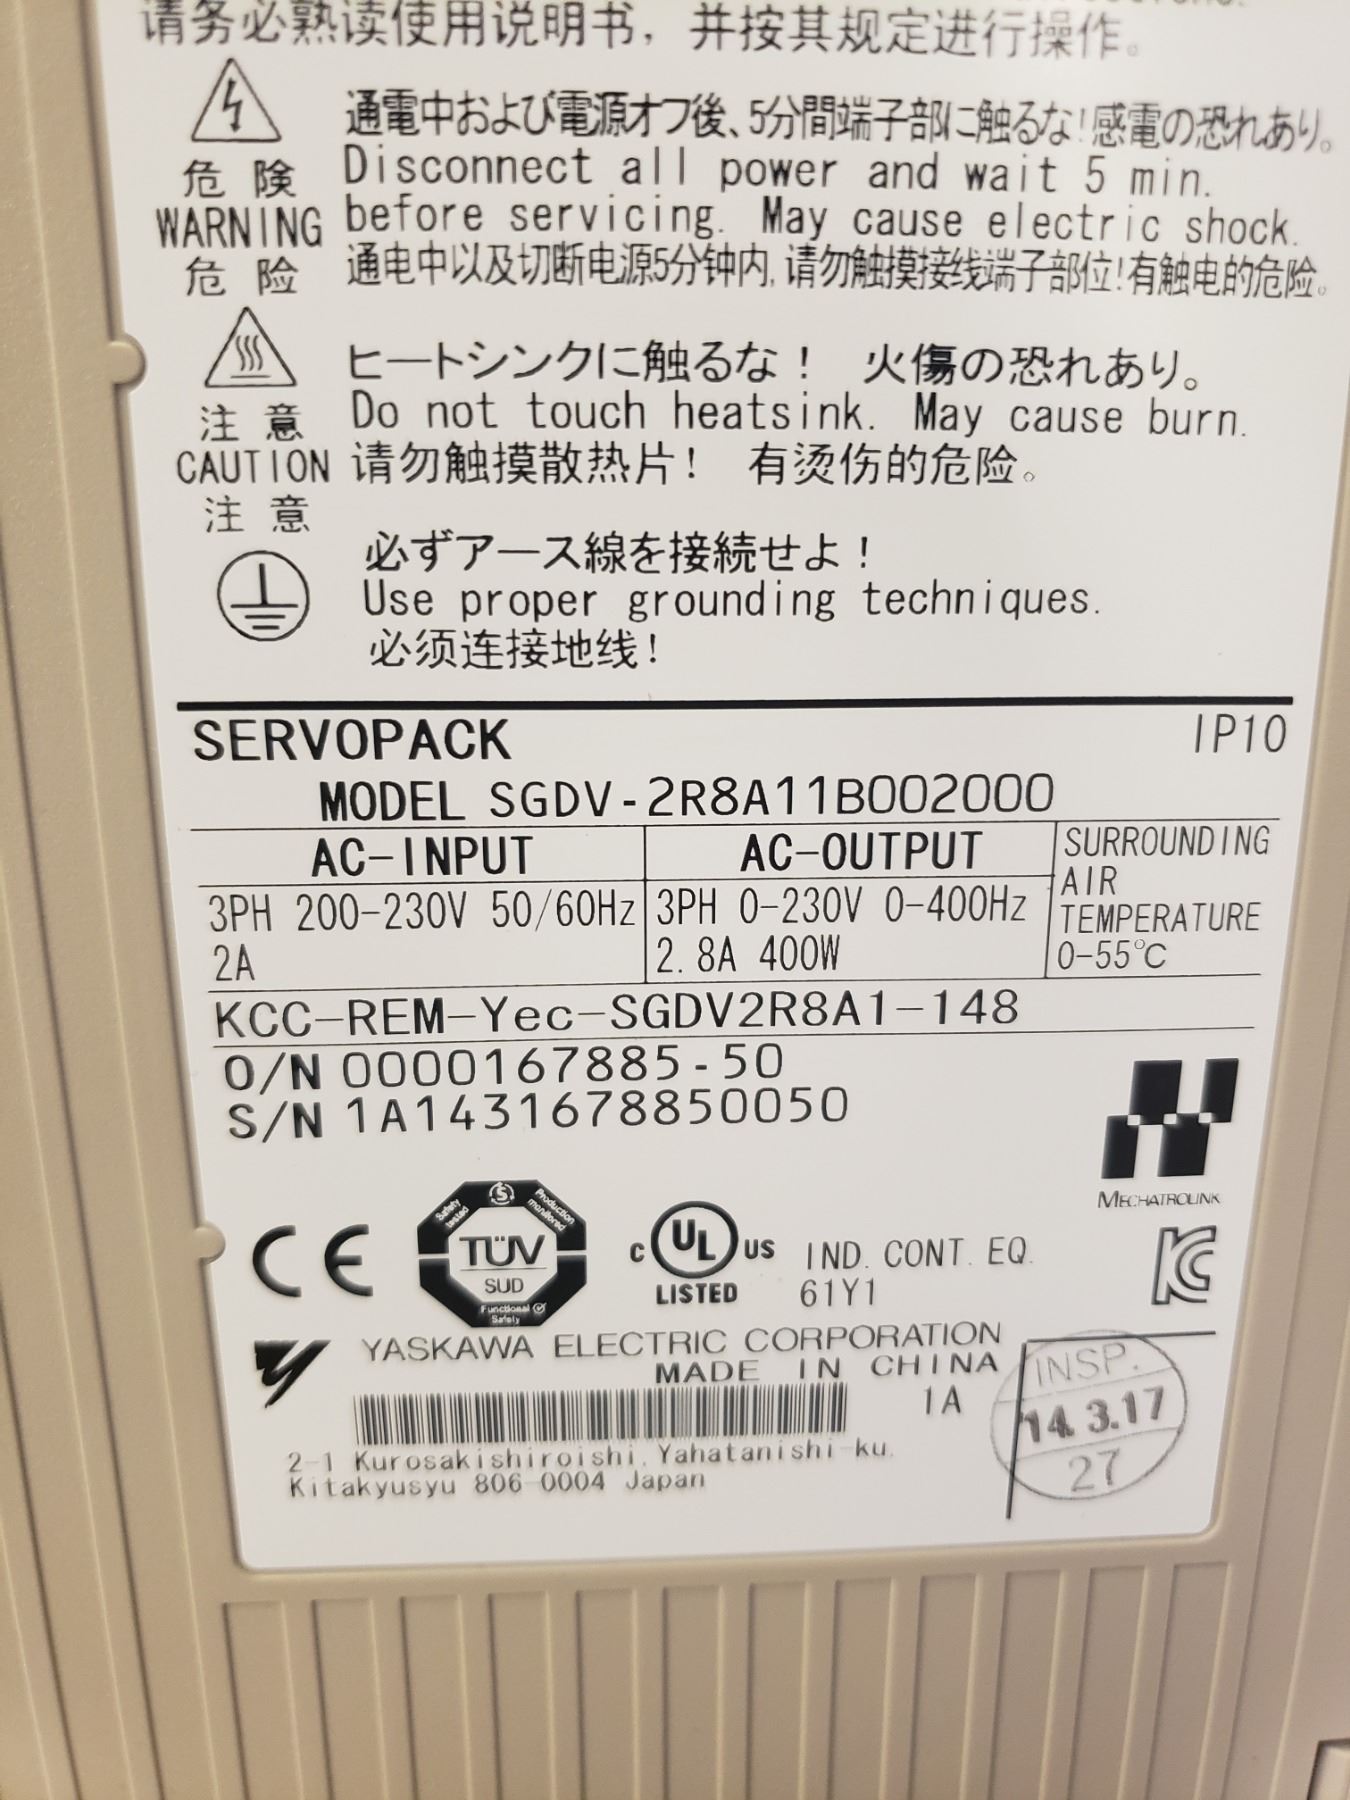 请务必熟读使用说明书，并按其规定进行操作。
通電中および電源オフ後、5分間端子部に触るな！感電の恐れあり。
危 険 Disconnect all power and wait 5 min.
WARNING before servicing. May cause electric shock.
危 险 通电中以及切断电源5分钟内,请勿触摸接线端子部位!有触电的危险。
ヒートシンクに触るな！ 火傷の恐れあり。
注 意 Do not touch heatsink. May cause burn.
CAUTION 请勿触摸散热片！ 有烫伤的危险。
注 意
必ずアース線を接続せよ！
Use proper grounding techniques.
必须连接地线！
SERVOPACK IP10
MODEL SGDV-2R8A11B002000
AC-INPUT AC-OUTPUT SURROUNDING
AIR
3PH 200-230V 50/60Hz 3PH 0-230V 0-400Hz TEMPERATURE
2A 2.8A 400W 0-55℃
KCC-REM-Yec-SGDV2R8A1-148
O/N 0000167885-50
S/N 1A1431678850050
MECHATROLINK
CE
Safety tested
Production monitored
TÜV
SUD
Functional Safety
C UL US
LISTED
IND. CONT. EQ.
61Y1
KC
YASKAWA ELECTRIC CORPORATION
MADE IN CHINA
1A
INSP.
14.3.17
27
2-1 Kurosakishiroishi, Yahatanishi-ku,
Kitakyusyu 806-0004 Japan